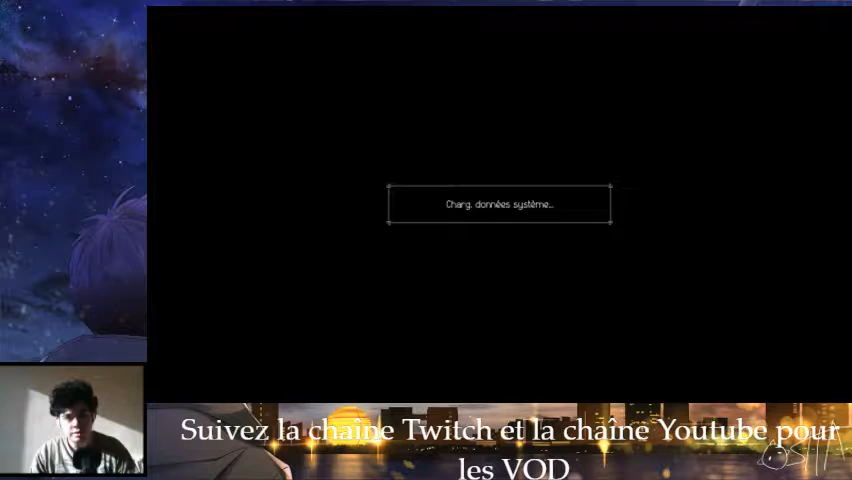 Charg. données système...
Suivez la chaîne Twitch et la chaîne Youtube pour
les VOD